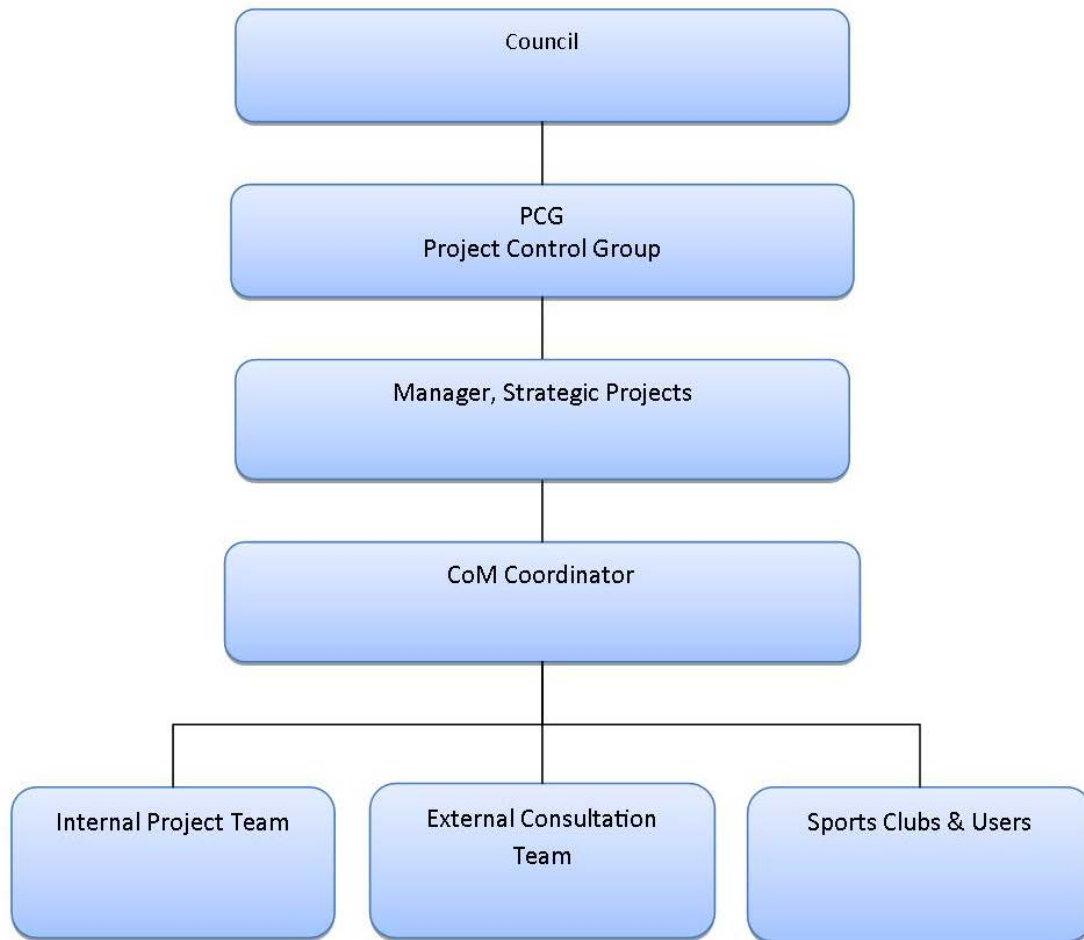 Council
PCG
Project Control Group
Manager, Strategic Projects
CoM Coordinator
Internal Project Team
External Consultation
Team
Sports Clubs & Users